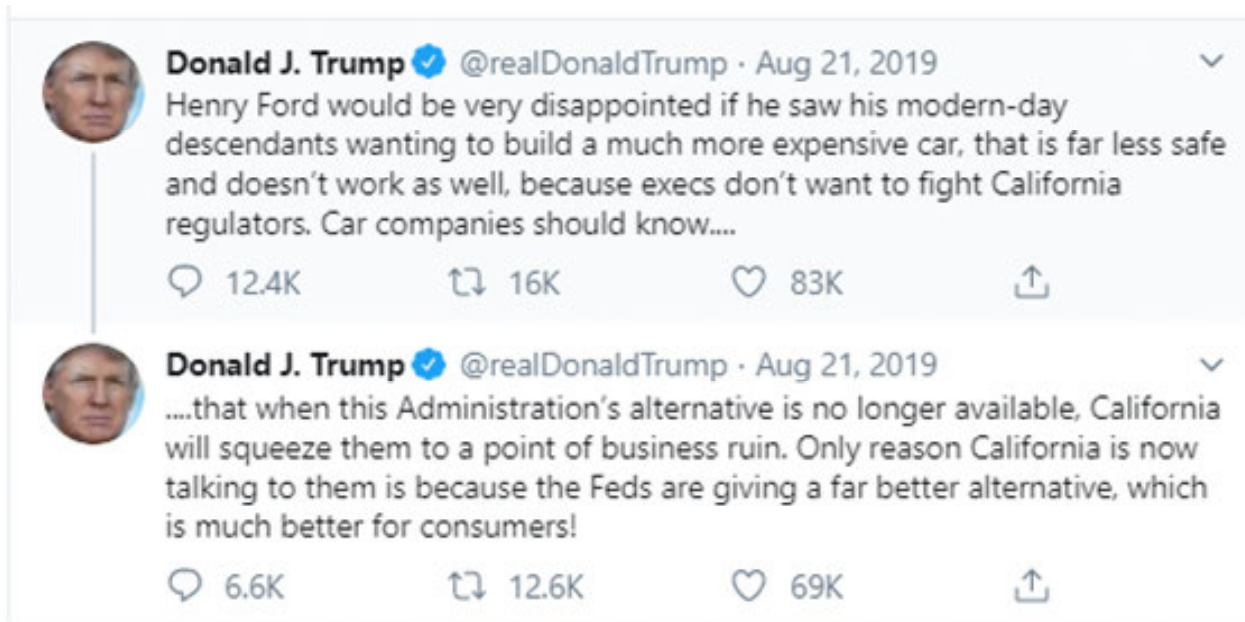 Donald J. Trump @realDonaldTrump · Aug 21, 2019
Henry Ford would be very disappointed if he saw his modern-day
descendants wanting to build a much more expensive car, that is far less safe
and doesn't work as well, because execs don't want to fight California
regulators. Car companies should know....
12.4K 16K 83K
Donald J. Trump @realDonaldTrump · Aug 21, 2019
....that when this Administration's alternative is no longer available, California
will squeeze them to a point of business ruin. Only reason California is now
talking to them is because the Feds are giving a far better alternative, which
is much better for consumers!
6.6K 12.6K 69K